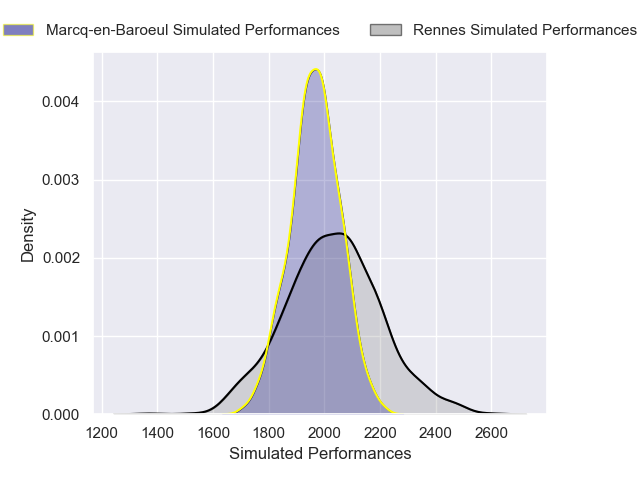 Marcq-en-Baroeul Simulated Performances
Rennes Simulated Performances
0.004
0.003
0.002
0.001
0.000
Density
1200 1400 1600 1800 2000 2200 2400 2600
Simulated Performances